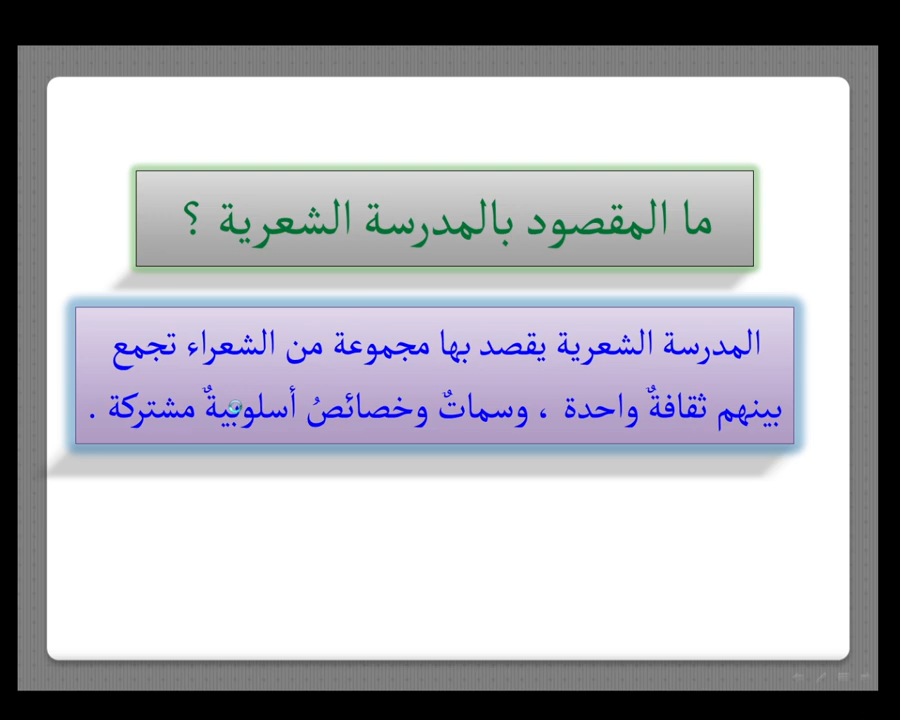 ما المقصود بالمدرسة الشعرية ؟
المدرسة الشعرية يقصد بها مجموعة من الشعراء تجمع
بينهم ثقافةٌ واحدة ، وسماتٌ وخصائصُ أسلوبيةٌ مشتركة .